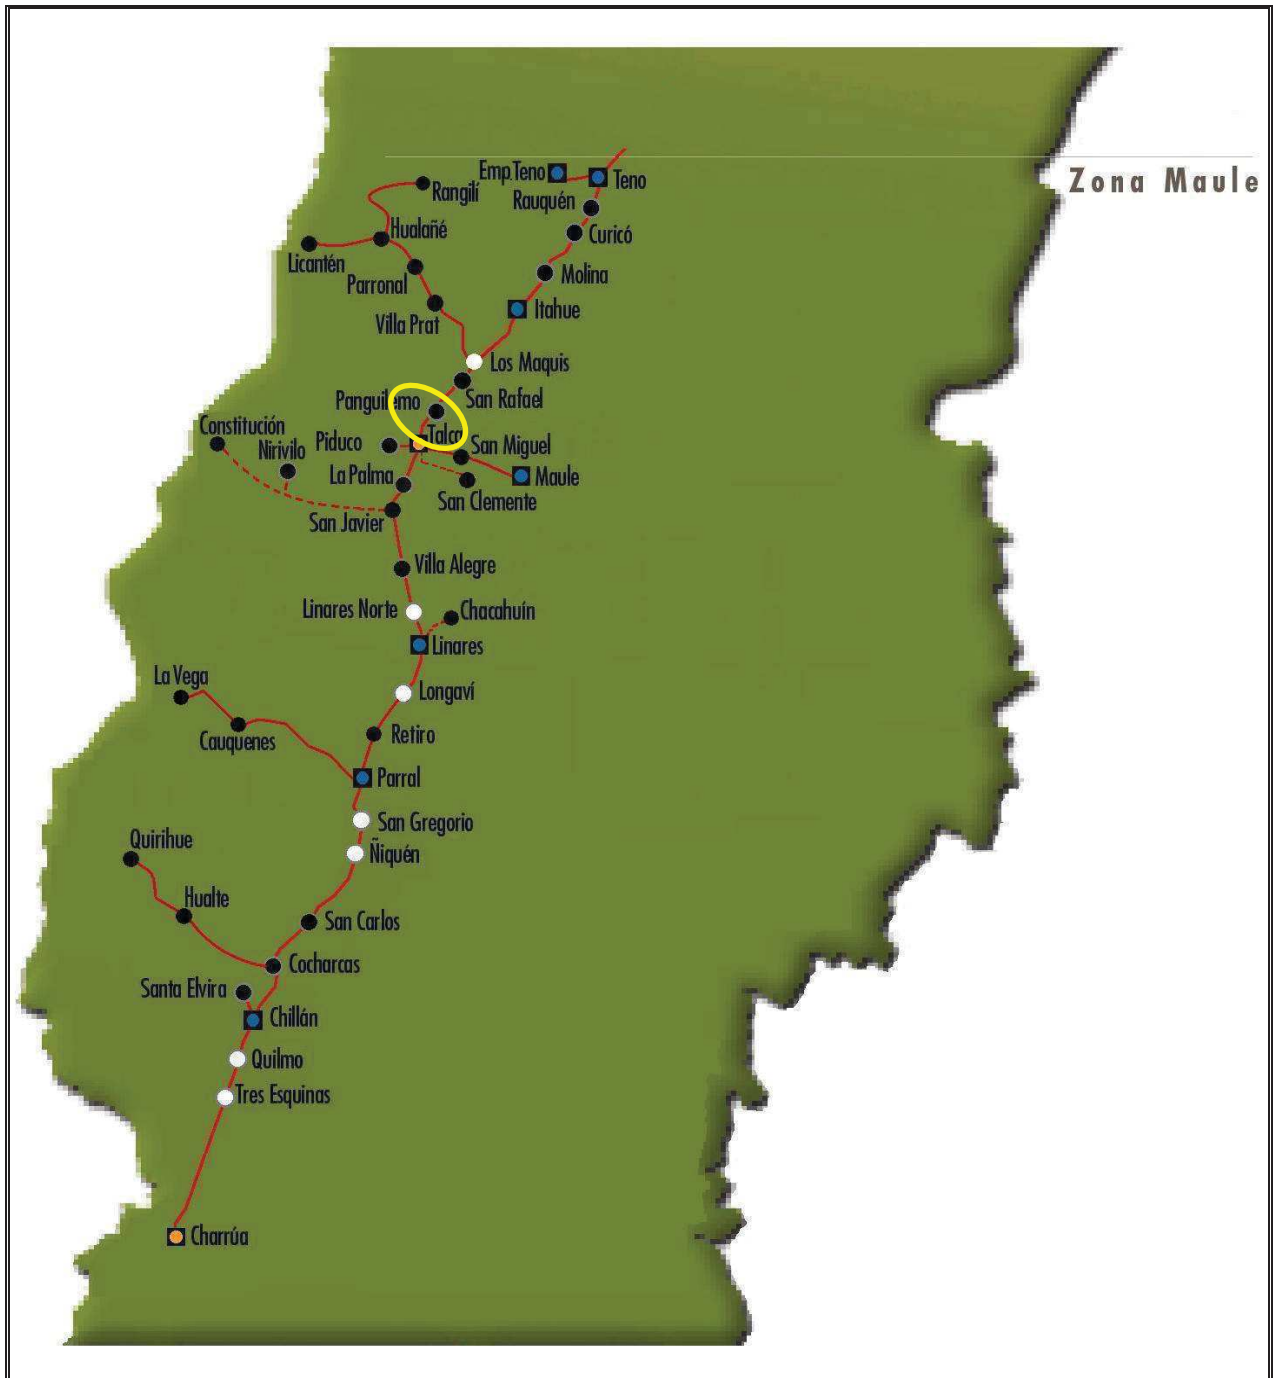 Emp.Teno
Teno
Zona Maule
Rangilí
Rauquén
Hualañé
Curicó
Licantén
Parronal
Molina
Itahue
Villa Prat
Los Maquis
Panguilemo
San Rafael
Constitución
Talca
Nirivilo
Piduco
San Miguel
La Palma
Maule
San Clemente
San Javier
Villa Alegre
Linares Norte
Chacahuín
Linares
La Vega
Longaví
Cauquenes
Retiro
Parral
San Gregorio
Quirihue
Ñiquén
Hualte
San Carlos
Cocharcas
Santa Elvira
Chillán
Quilmo
Tres Esquinas
Charrúa